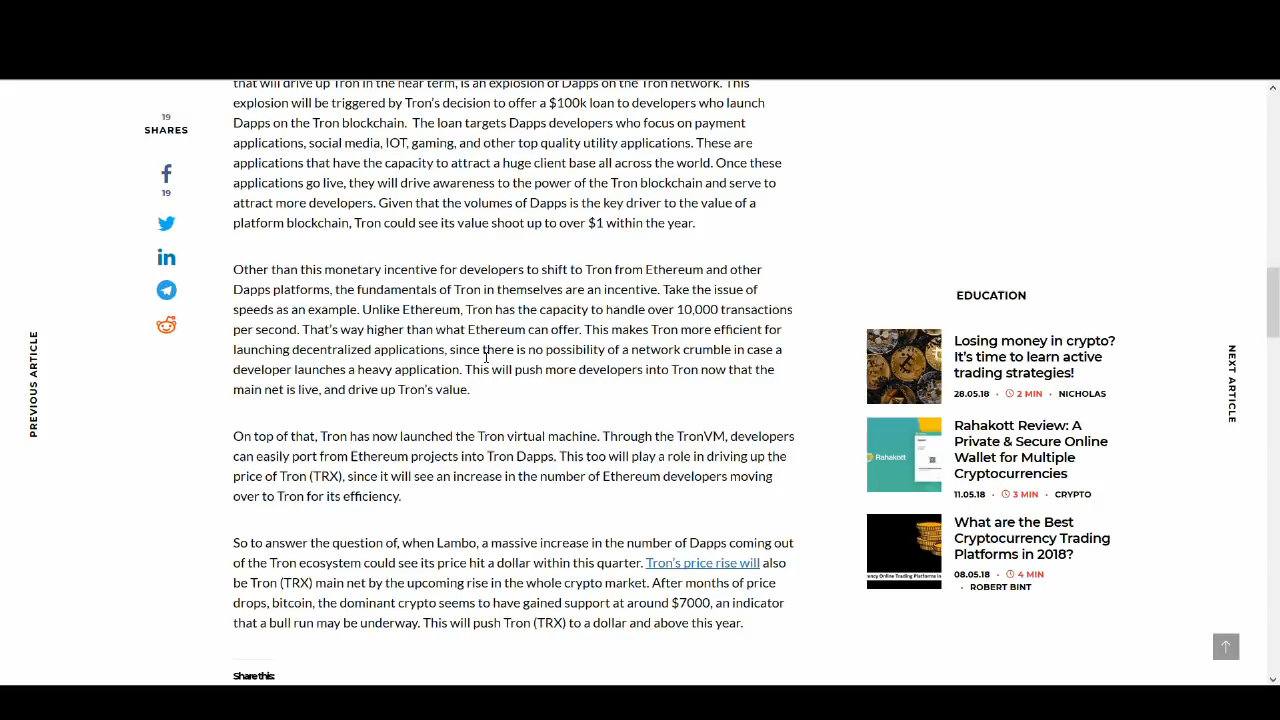 that will drive up Tron in the near term, is an explosion of Dapps on the Tron network. This
explosion will be triggered by Tron's decision to offer a $100k loan to developers who launch
Dapps on the Tron blockchain.  The loan targets Dapps developers who focus on payment
applications, social media, IOT, gaming, and other top quality utility applications. These are
applications that have the capacity to attract a huge client base all across the world. Once these
applications go live, they will drive awareness to the power of the Tron blockchain and serve to
attract more developers. Given that the volumes of Dapps is the key driver to the value of a
platform blockchain, Tron could see its value shoot up to over $1 within the year.
Other than this monetary incentive for developers to shift to Tron from Ethereum and other
Dapps platforms, the fundamentals of Tron in themselves are an incentive. Take the issue of
speeds as an example. Unlike Ethereum, Tron has the capacity to handle over 10,000 transactions
per second. That's way higher than what Ethereum can offer. This makes Tron more efficient for
launching decentralized applications, since there is no possibility of a network crumble in case a
developer launches a heavy application. This will push more developers into Tron now that the
main net is live, and drive up Tron's value.
On top of that, Tron has now launched the Tron virtual machine. Through the TronVM, developers
can easily port from Ethereum projects into Tron Dapps. This too will play a role in driving up the
price of Tron (TRX), since it will see an increase in the number of Ethereum developers moving
over to Tron for its efficiency.
So to answer the question of, when Lambo, a massive increase in the number of Dapps coming out
of the Tron ecosystem could see its price hit a dollar within this quarter. Tron's price rise will also
be Tron (TRX) main net by the upcoming rise in the whole crypto market. After months of price
drops, bitcoin, the dominant crypto seems to have gained support at around $7000, an indicator
that a bull run may be underway. This will push Tron (TRX) to a dollar and above this year.
Share this:
19
SHARES
19
PREVIOUS ARTICLE
EDUCATION
Losing money in crypto?
It's time to learn active
trading strategies!
28.05.18 • 2 MIN • NICHOLAS
Rahakott
Rahakott Review: A
Private & Secure Online
Wallet for Multiple
Cryptocurrencies
11.05.18 • 3 MIN • CRYPTO
ency Online Trading Platforms in
What are the Best
Cryptocurrency Trading
Platforms in 2018?
08.05.18 • 4 MIN
• ROBERT BINT
NEXT ARTICLE